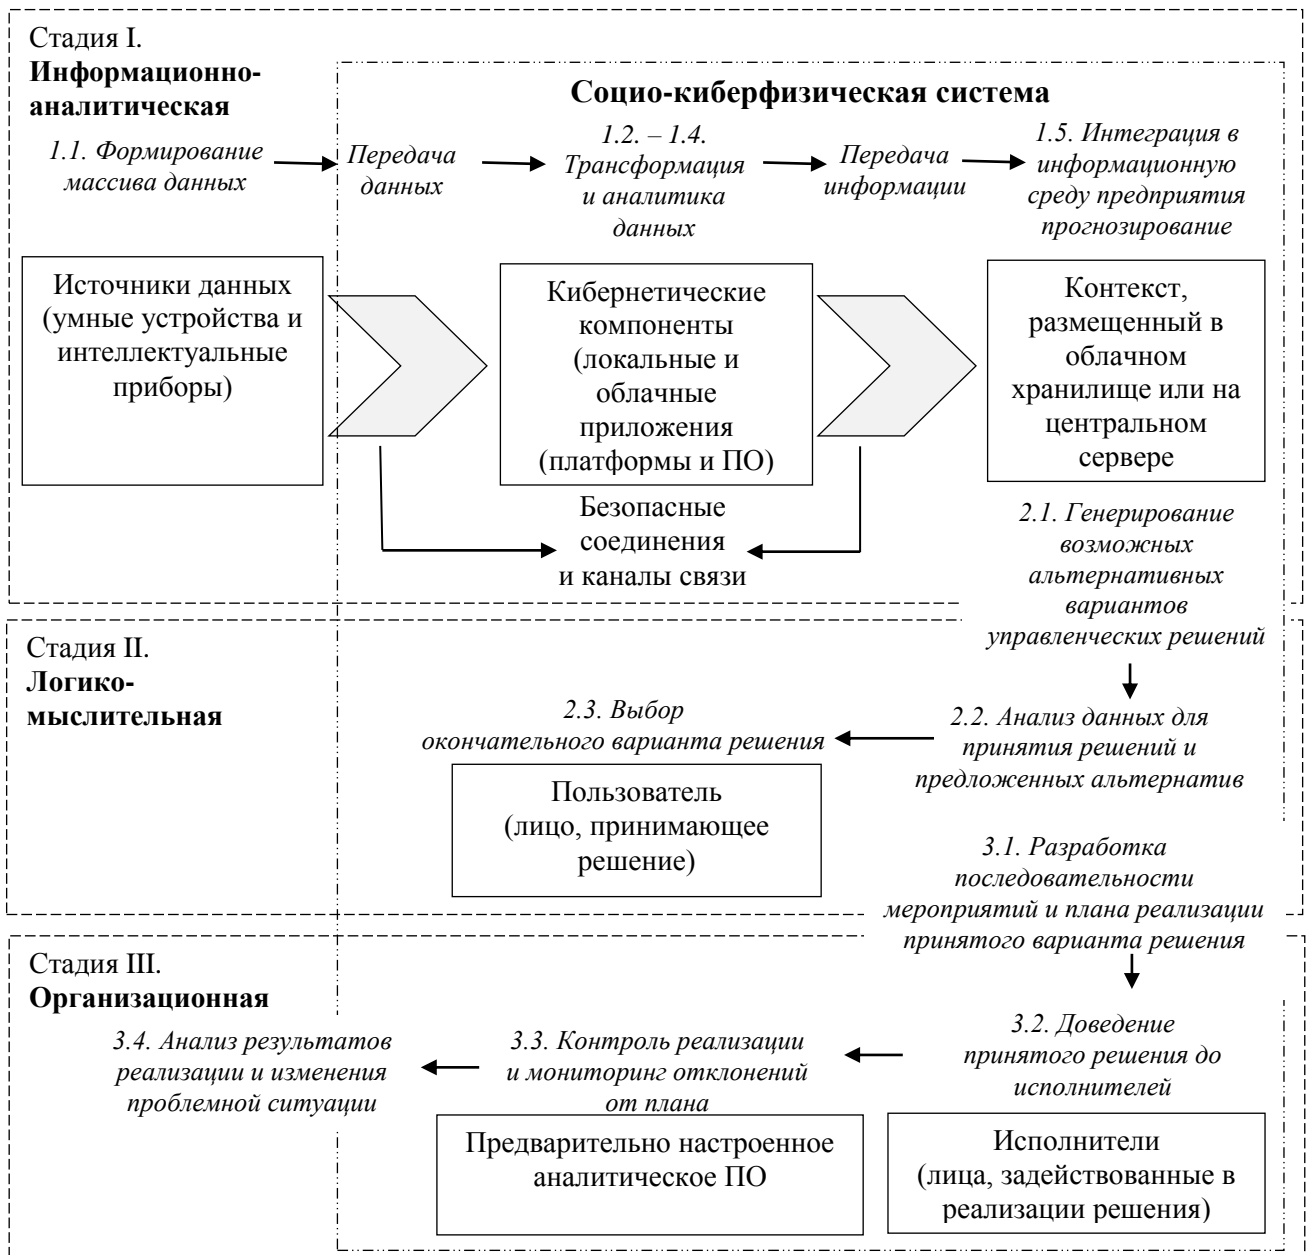 Стадия I.
Информационно-
аналитическая
Социо-киберфизическая система
1.1. Формирование
массива данных
Передача
данных
1.2. – 1.4.
Трансформация
и аналитика
данных
Передача
информации
1.5. Интеграция в
информационную
среду предприятия
прогнозирование
Источники данных
(умные устройства и
интеллектуальные
приборы)
Кибернетические
компоненты
(локальные и
облачные
приложения
(платформы и ПО)
Контекст,
размещенный в
облачном
хранилище или на
центральном
сервере
Безопасные
соединения
и каналы связи
2.1. Генерирование
возможных
альтернативных
вариантов
управленческих решений
Стадия II.
Логико-
мыслительная
2.2. Анализ данных для
принятия решений и
предложенных альтернатив
2.3. Выбор
окончательного варианта решения
Пользователь
(лицо, принимающее
решение)
3.1. Разработка
последовательности
мероприятий и плана реализации
принятого варианта решения
Стадия III.
Организационная
3.2. Доведение
принятого решения до
исполнителей
3.3. Контроль реализации
и мониторинг отклонений
от плана
3.4. Анализ результатов
реализации и изменения
проблемной ситуации
Предварительно настроенное
аналитическое ПО
Исполнители
(лица, задействованные в
реализации решения)